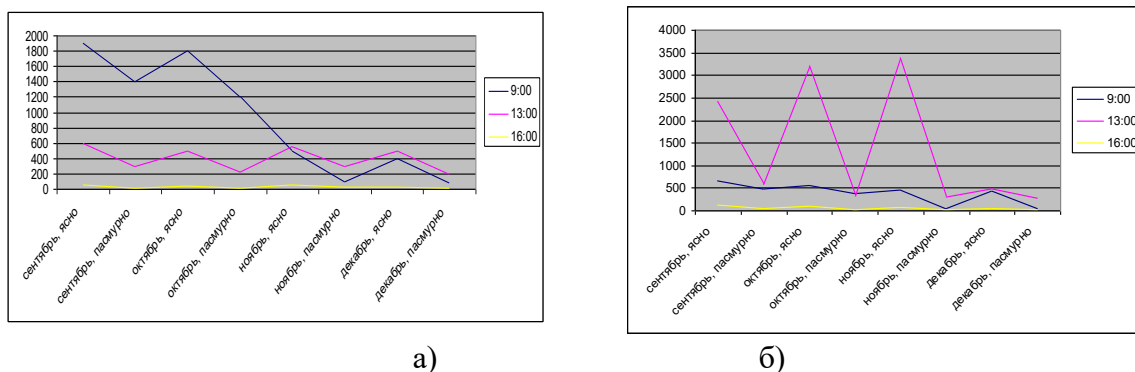 2000
1800
1600
1400
1200
1000
800
600
400
200
0
9:00
13:00
16:00
сентябрь, ясно
сентябрь, пасмурно
октябрь, ясно
октябрь, пасмурно
ноябрь, ясно
ноябрь, пасмурно
декабрь, ясно
декабрь, пасмурно
а)
4000
3500
3000
2500
2000
1500
1000
500
0
9:00
13:00
16:00
сентябрь, ясно
сентябрь, пасмурно
октябрь, ясно
октябрь, пасмурно
ноябрь, ясно
ноябрь, пасмурно
декабрь, ясно
декабрь, пасмурно
б)